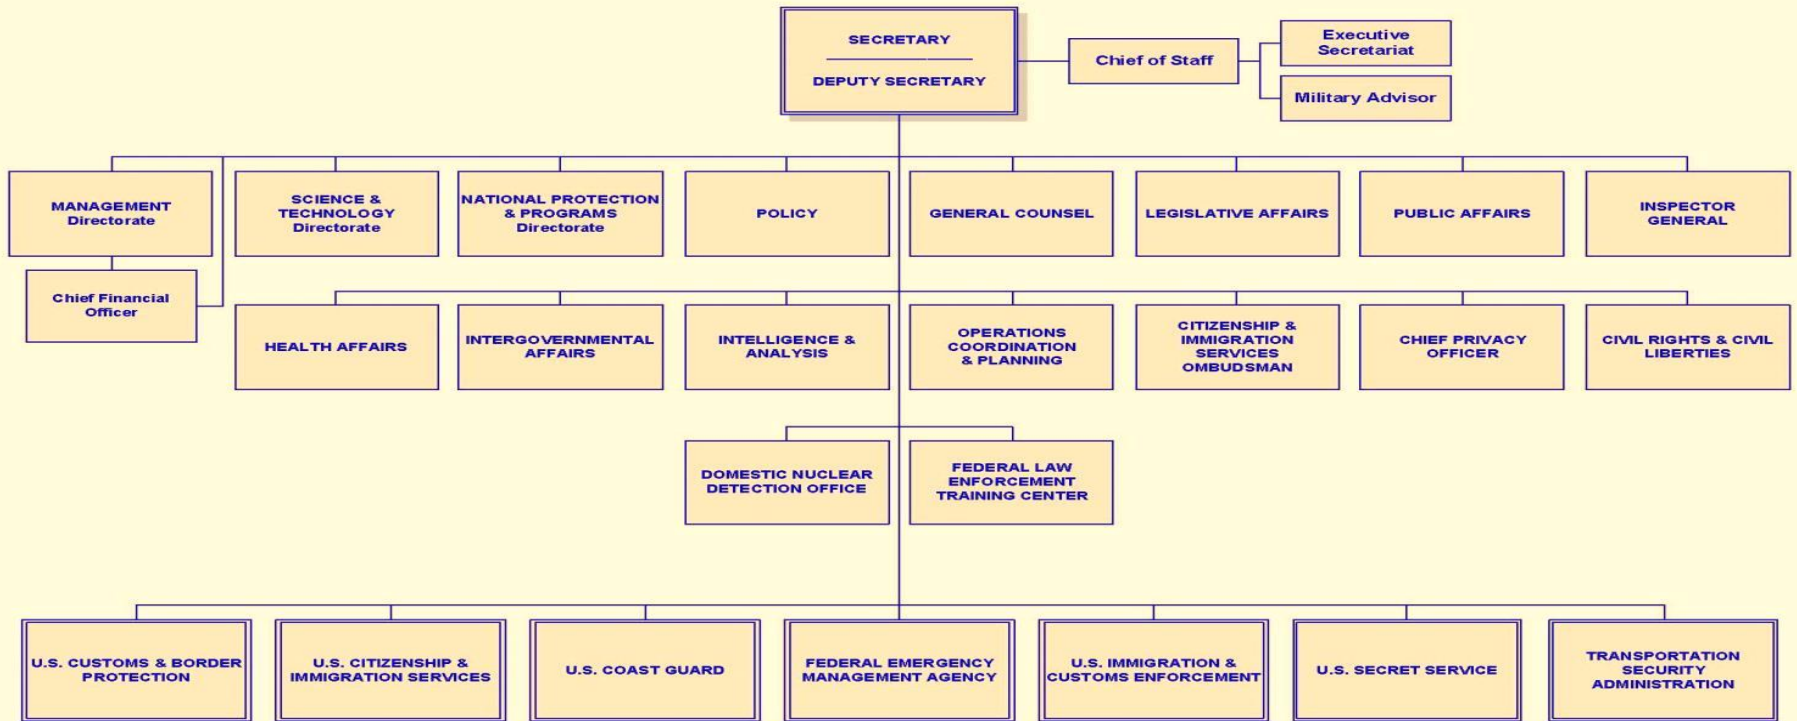 SECRETARY
DEPUTY SECRETARY
Chief of Staff
Executive
Secretariat
Military Advisor
MANAGEMENT
Directorate
SCIENCE &
TECHNOLOGY
Directorate
NATIONAL PROTECTION
& PROGRAMS
Directorate
POLICY
GENERAL COUNSEL
LEGISLATIVE AFFAIRS
PUBLIC AFFAIRS
INSPECTOR
GENERAL
Chief Financial
Officer
HEALTH AFFAIRS
INTERGOVERNMENTAL
AFFAIRS
INTELLIGENCE &
ANALYSIS
OPERATIONS
COORDINATION
& PLANNING
CITIZENSHIP &
IMMIGRATION
SERVICES
OMBUDSMAN
CHIEF PRIVACY
OFFICER
CIVIL RIGHTS & CIVIL
LIBERTIES
DOMESTIC NUCLEAR
DETECTION OFFICE
FEDERAL LAW
ENFORCEMENT
TRAINING CENTER
U.S. CUSTOMS & BORDER
PROTECTION
U.S. CITIZENSHIP &
IMMIGRATION SERVICES
U.S. COAST GUARD
FEDERAL EMERGENCY
MANAGEMENT AGENCY
U.S. IMMIGRATION &
CUSTOMS ENFORCEMENT
U.S. SECRET SERVICE
TRANSPORTATION
SECURITY
ADMINISTRATION